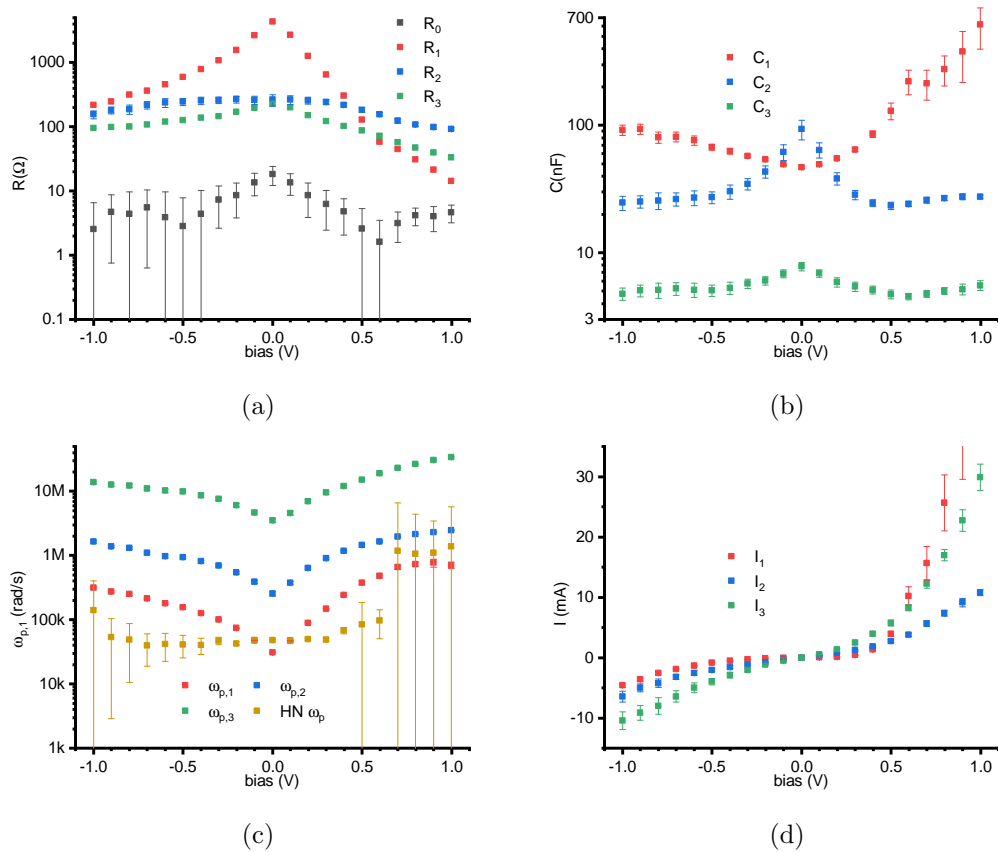 1000
100
10
1
0.1
R(Ω)
R₀
R₁
R₂
R₃
-1.0 -0.5 0.0 0.5 1.0
bias (V)
(a)
700
100
10
3
C(nF)
C₁
C₂
C₃
-1.0 -0.5 0.0 0.5 1.0
bias (V)
(b)
10M
1M
100k
10k
1k
ωp,1 (rad/s)
ωp,1 ωp,2
ωp,3 HN ωp
-1.0 -0.5 0.0 0.5 1.0
bias (V)
(c)
30
20
10
0
-10
I (mA)
I₁
I₂
I₃
-1.0 -0.5 0.0 0.5 1.0
bias (V)
(d)